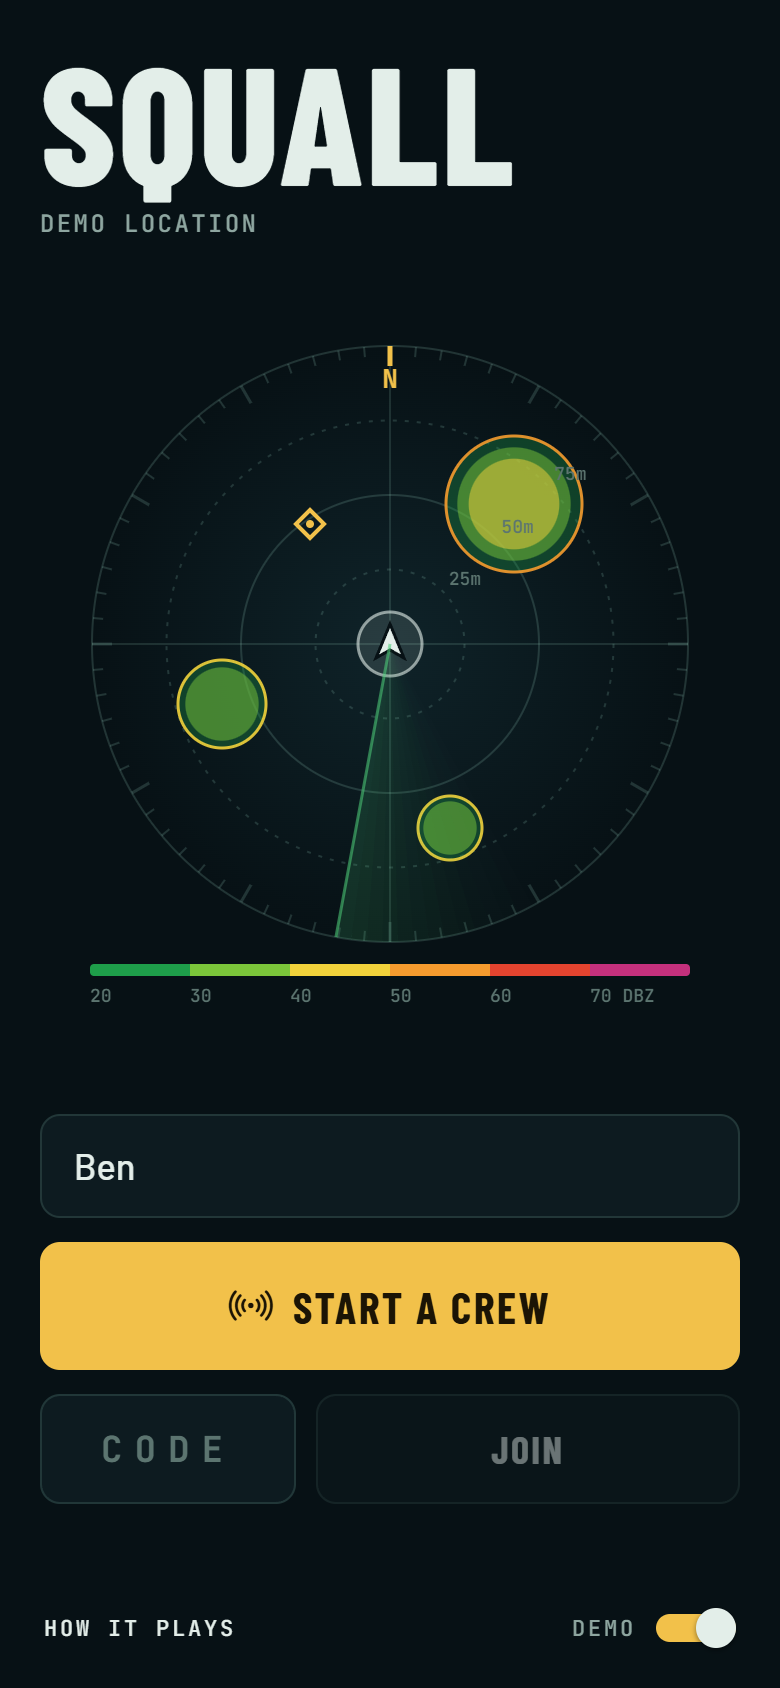 SQUALL
DEMO LOCATION
N
75m
50m
25m
20 30 40 50 60 70 DBZ
Ben
START A CREW
CODE JOIN
HOW IT PLAYS DEMO